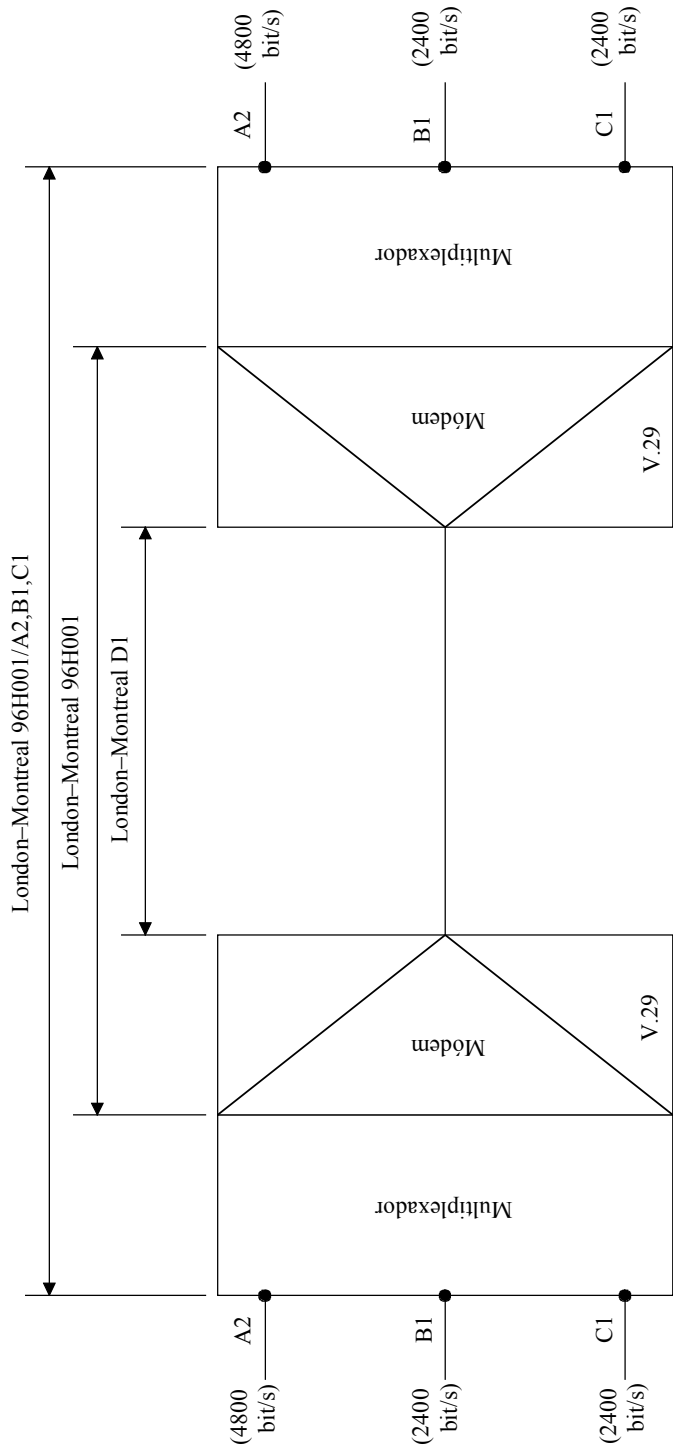 London–Montreal 96H001/A2,B1,C1
London–Montreal 96H001
London–Montreal D1
(4800
bit/s)
A2
(2400
bit/s)
B1
(2400
bit/s)
C1
Multiplexador
Módem
V.29
Módem
V.29
Multiplexador
A2
(4800
bit/s)
B1
(2400
bit/s)
C1
(2400
bit/s)